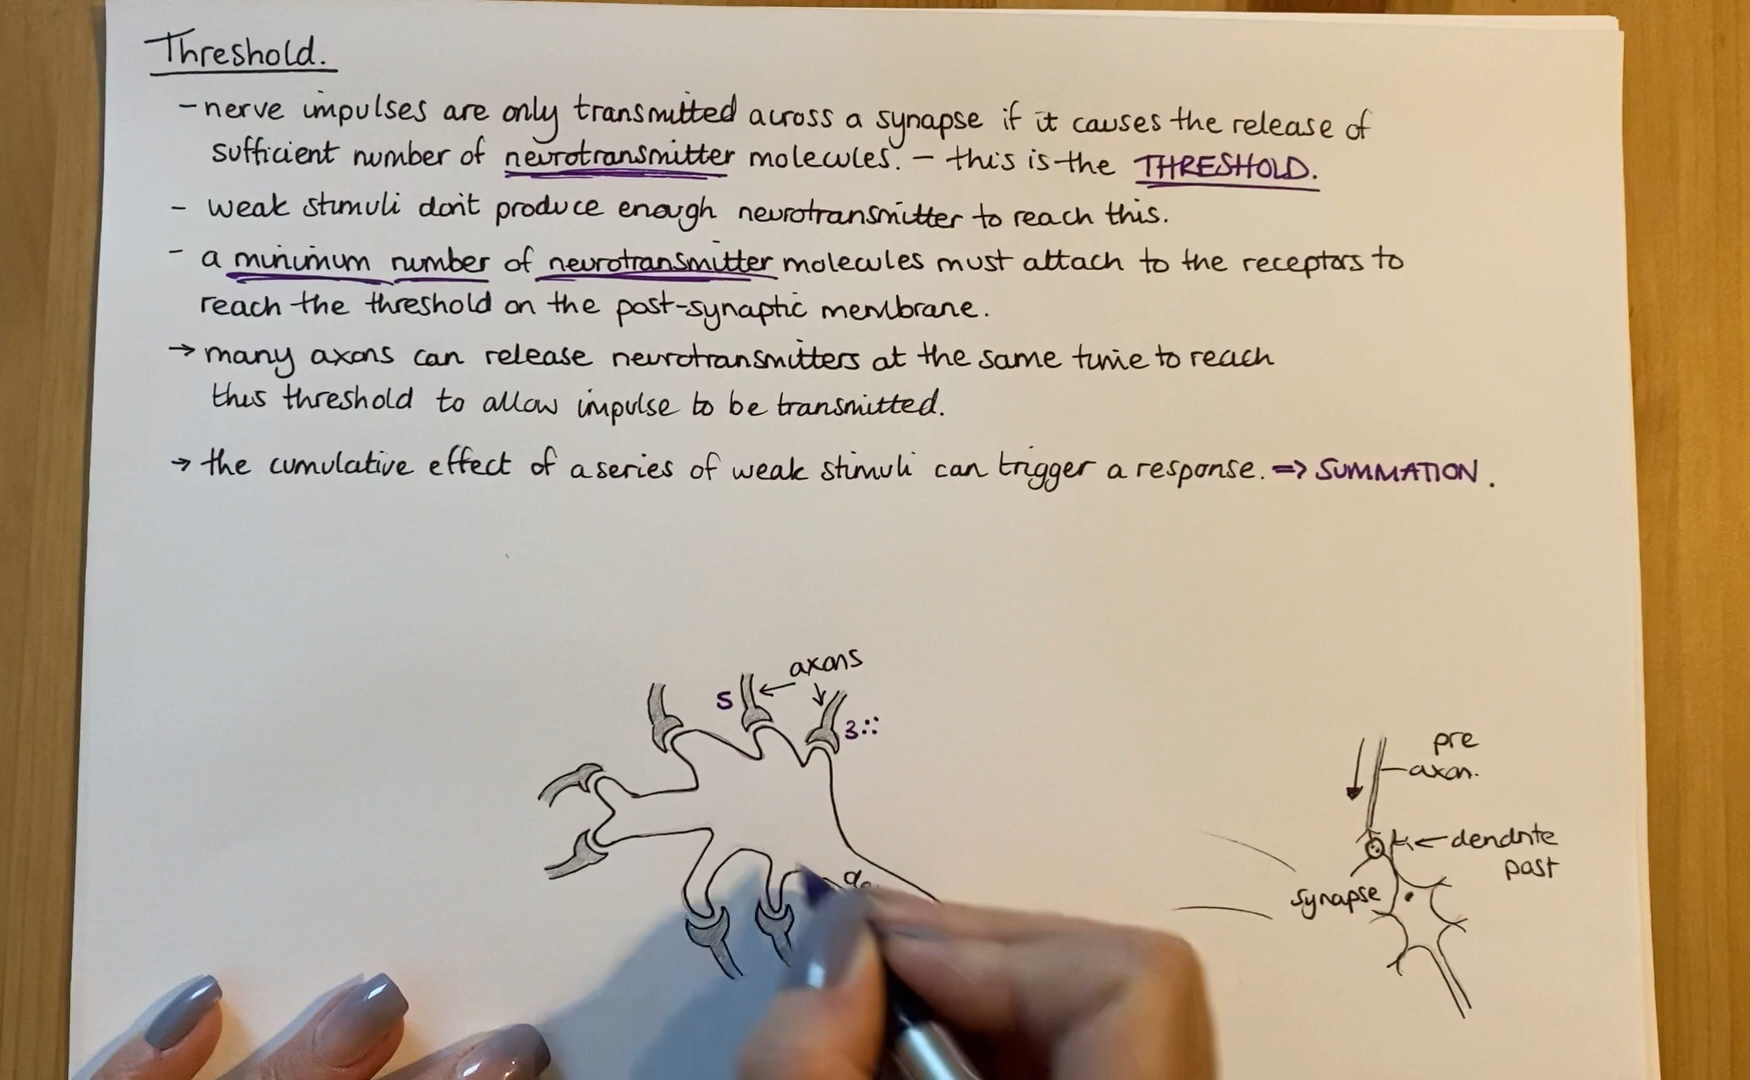 Threshold.
- nerve impulses are only transmitted across a synapse if it causes the release of
sufficient number of neurotransmitter molecules. - this is the THRESHOLD.
- weak stimuli don't produce enough neurotransmitter to reach this.
- a minimum number of neurotransmitter molecules must attach to the receptors to
reach the threshold on the post-synaptic membrane.
→ many axons can release neurotransmitters at the same time to reach
this threshold to allow impulse to be transmitted.
→ the cumulative effect of a series of weak stimuli can trigger a response. => SUMMATION.
axons
5
3::
pre
axon.
dendrite
post
synapse